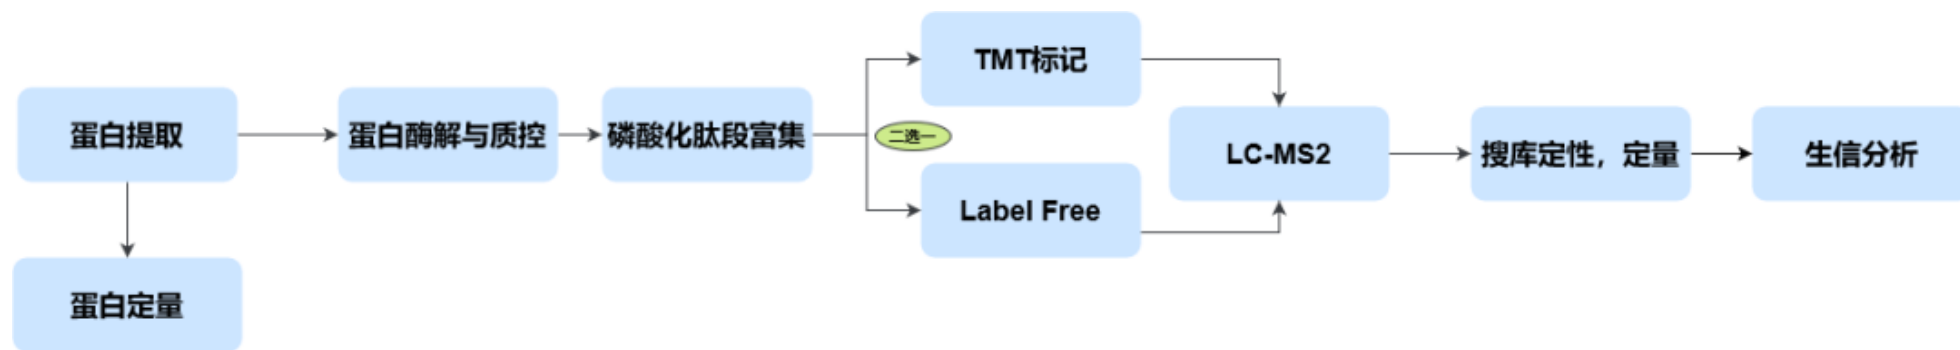 蛋白提取
蛋白定量
蛋白酶解与质控
磷酸化肽段富集
二选一
TMT标记
Label Free
LC-MS2
搜库定性，定量
生信分析